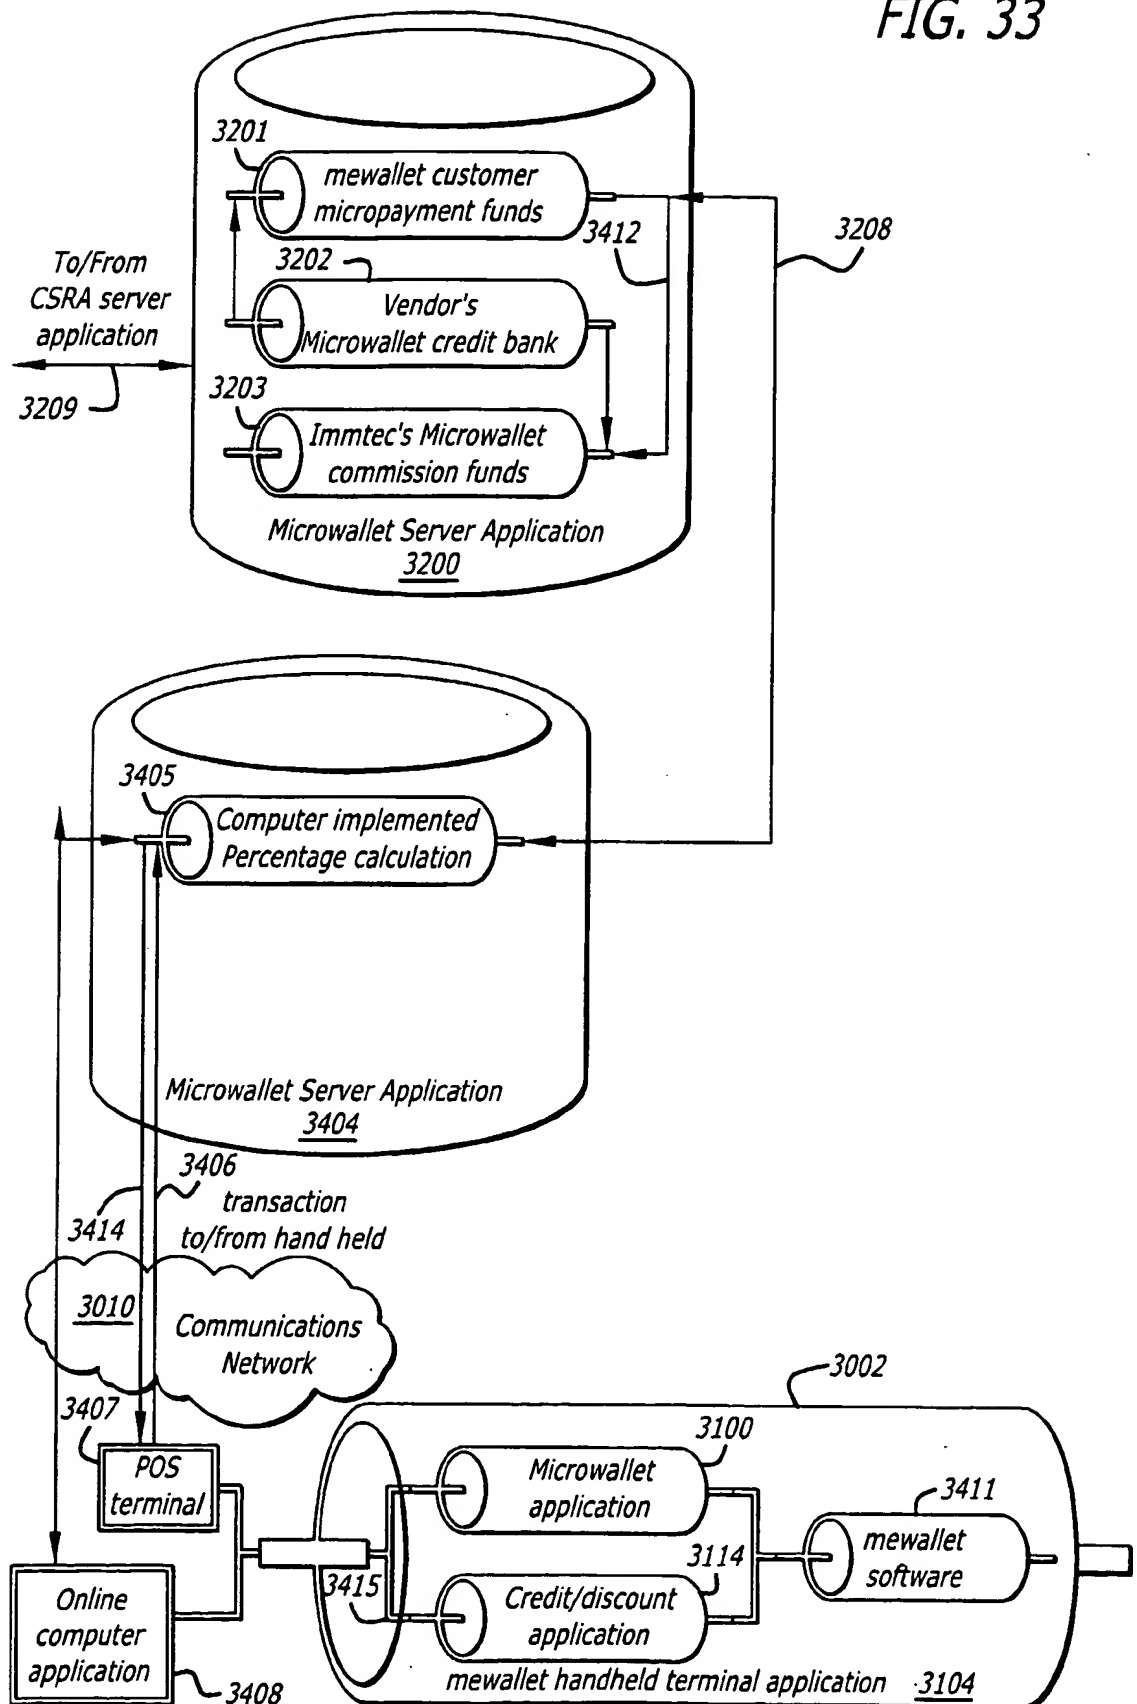 FIG. 33
3201
mewallet customer
micropayment funds
3412
3208
3202
To/From
CSRA server
application
Vendor's
Microwallet credit bank
3209
3203
Immtec's Microwallet
commission funds
Microwallet Server Application
3200
3405
Computer implemented
Percentage calculation
Microwallet Server Application
3404
3406
3414
transaction
to/from hand held
3010
Communications
Network
3002
3407
POS
terminal
3100
Microwallet
application
3411
mewallet
software
3114
3415
Credit/discount
application
Online
computer
application
mewallet handheld terminal application 3104
3408